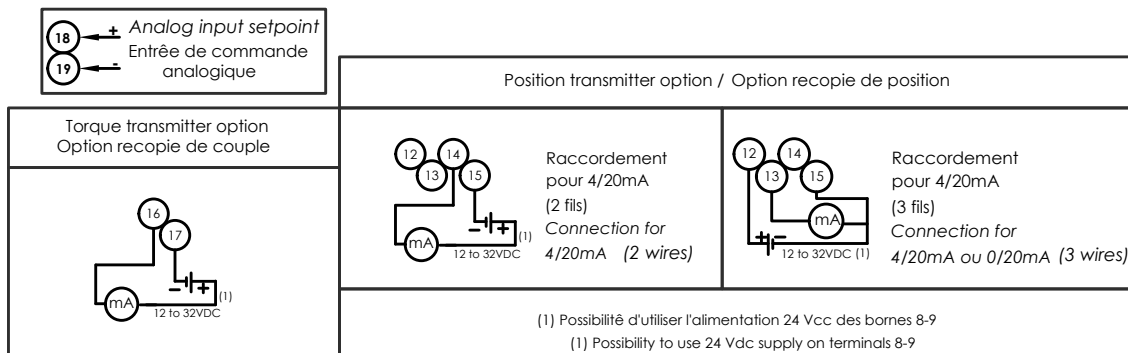 18 + Analog input setpoint
19 - Entrée de commande
analogique
Position transmitter option / Option recopie de position
Torque transmitter option
Option recopie de couple
16
17
- +
(1)
mA
12 to 32VDC
12 14
13 15
- +
(1)
mA
12 to 32VDC
Raccordement
pour 4/20mA
(2 fils)
Connection for
4/20mA (2 wires)
12 14
13 15
mA
+ -
12 to 32VDC (1)
Raccordement
pour 4/20mA
(3 fils)
Connection for
4/20mA ou 0/20mA (3 wires)
(1) Possibilitê d'utiliser l'alimentation 24 Vcc des bornes 8-9
(1) Possibility to use 24 Vdc supply on terminals 8-9